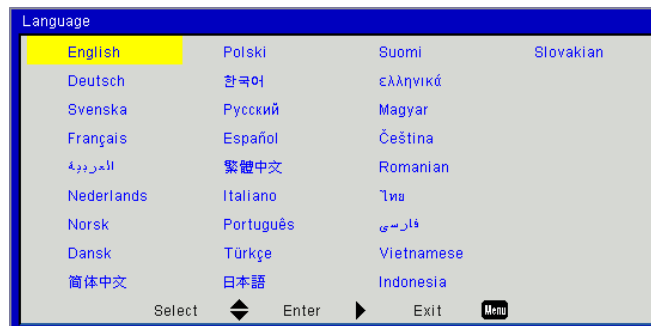 Language
English Polski Suomi Slovakian
Deutsch 한국어 ελληνικά
Svenska Русский Magyar
Français Español Čeština
العربية 繁體中文 Romanian
Nederlands Italiano ไทย
Norsk Português فارسی
Dansk Türkçe Vietnamese
简体中文 日本語 Indonesia
Select Enter Exit Menu